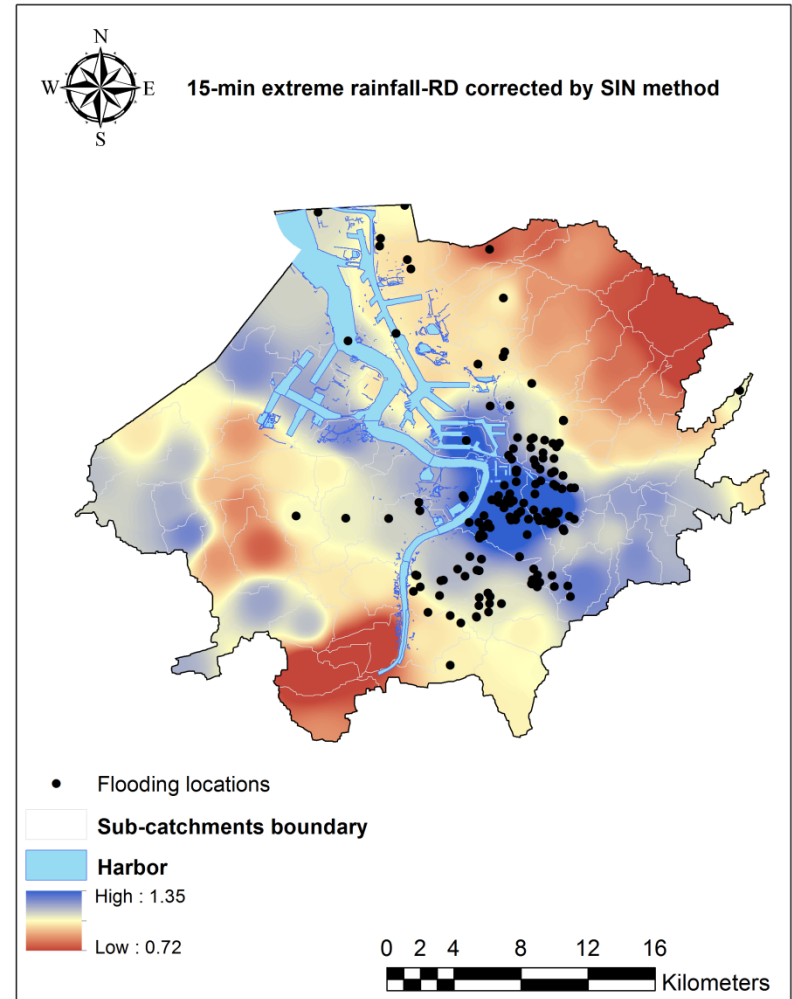 N
W E
S
15-min extreme rainfall-RD corrected by SIN method
Flooding locations
Sub-catchments boundary
Harbor
High : 1.35
Low : 0.72
0 2 4 8 12 16
Kilometers